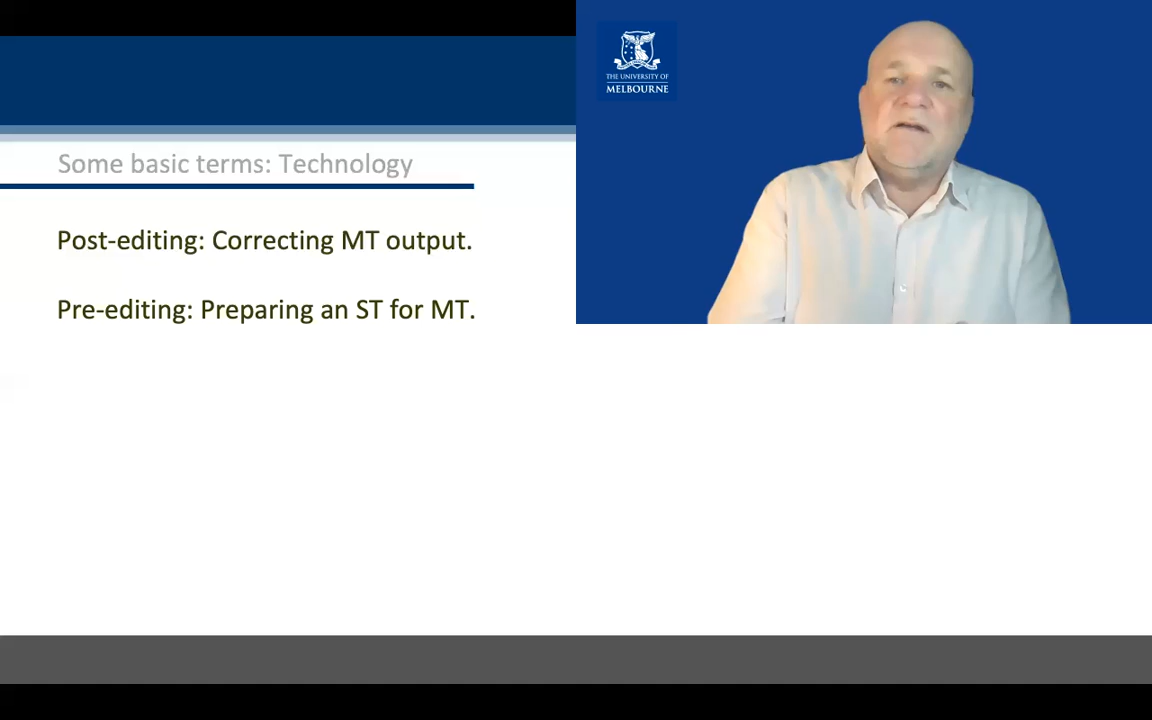 THE UNIVERSITY OF
MELBOURNE
Some basic terms: Technology
Post-editing: Correcting MT output.
Pre-editing: Preparing an ST for MT.